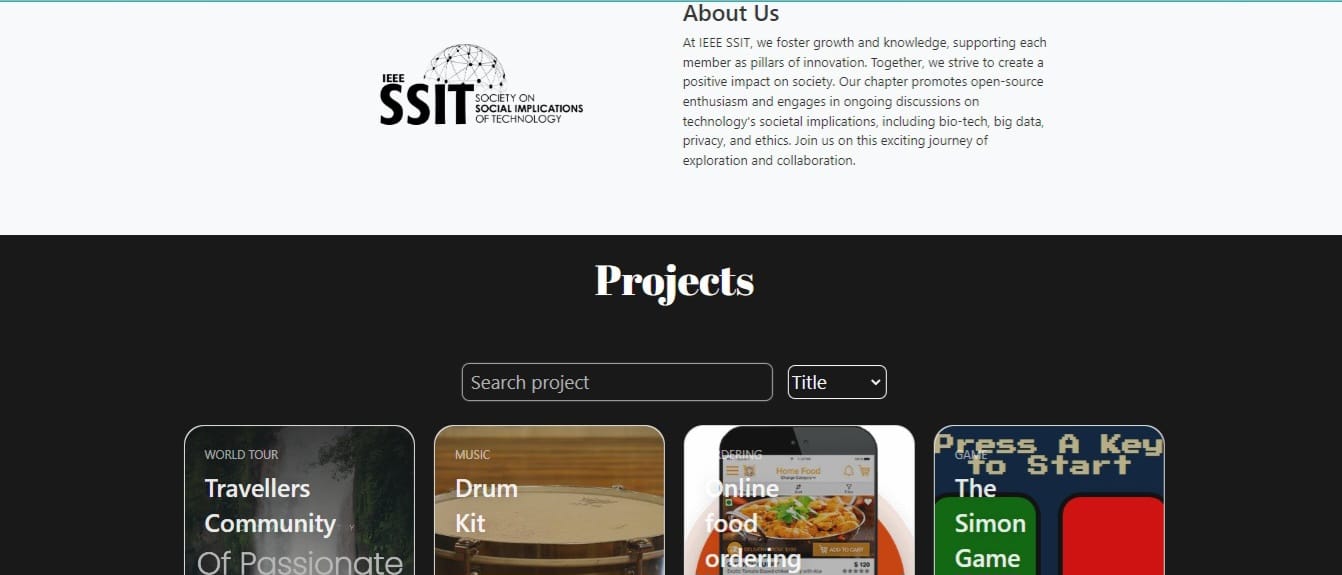 About Us
At IEEE SSIT, we foster growth and knowledge, supporting each
member as pillars of innovation. Together, we strive to create a
positive impact on society. Our chapter promotes open-source
enthusiasm and engages in ongoing discussions on
technology's societal implications, including bio-tech, big data,
privacy, and ethics. Join us on this exciting journey of
exploration and collaboration.
IEEE
SSIT
SOCIETY ON
SOCIAL IMPLICATIONS
OF TECHNOLOGY
Projects
Search project
Title
WORLD TOUR
Travellers
Community
Of Passionate
MUSIC
Drum
Kit
ORDERING
Online
food
ordering
Home Food
Change Category
ADD TO CART
$ 120
Press A Key
to Start
GAME
The
Simon
Game